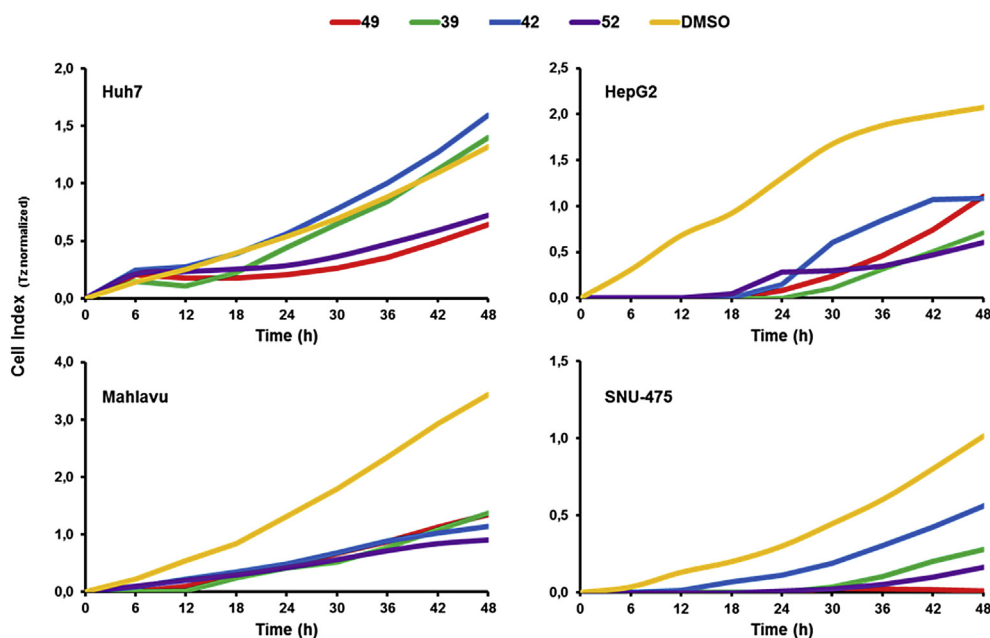 49 39 42 52 DMSO
Cell Index (Tz normalized)
Huh7
2,0
1,5
1,0
0,5
0,0
0 6 12 18 24 30 36 42 48
Time (h)
HepG2
2,5
2,0
1,5
1,0
0,5
0,0
0 6 12 18 24 30 36 42 48
Time (h)
Mahlavu
4,0
3,0
2,0
1,0
0,0
0 6 12 18 24 30 36 42 48
Time (h)
SNU-475
1,5
1,0
0,5
0,0
0 6 12 18 24 30 36 42 48
Time (h)